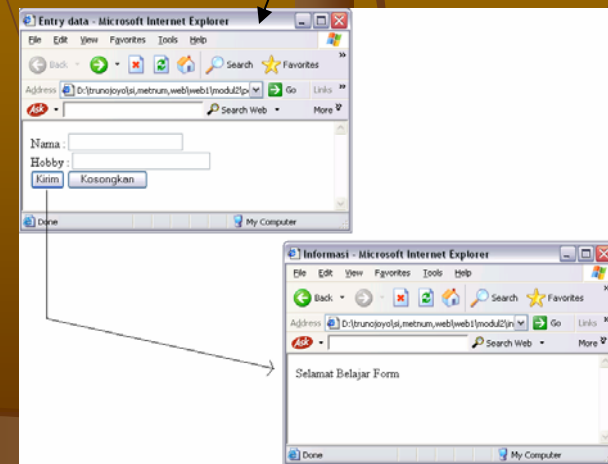 Entry data - Microsoft Internet Explorer
File Edit View Favorites Tools Help
Back Search Favorites
Address D:\trunojoyo\si,metnum,web\web1\modul2\p Go Links
Ask Search Web More
Nama :
Hobby :
Kirim Kosongkan
Done My Computer
Informasi - Microsoft Internet Explorer
File Edit View Favorites Tools Help
Back Search Favorites
Address D:\trunojoyo\si,metnum,web\web1\modul2\in Go Links
Ask Search Web More
Selamat Belajar Form
Done My Computer